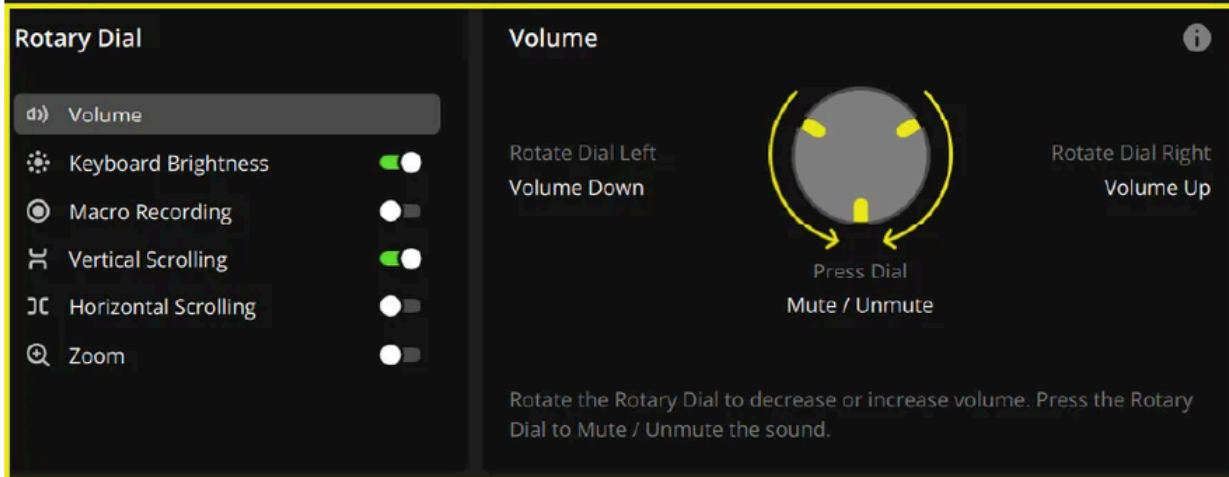 Rotary Dial
Volume
Keyboard Brightness
Macro Recording
Vertical Scrolling
Horizontal Scrolling
Zoom
Volume
Rotate Dial Left
Volume Down
Rotate Dial Right
Volume Up
Press Dial
Mute / Unmute
Rotate the Rotary Dial to decrease or increase volume. Press the Rotary
Dial to Mute / Unmute the sound.